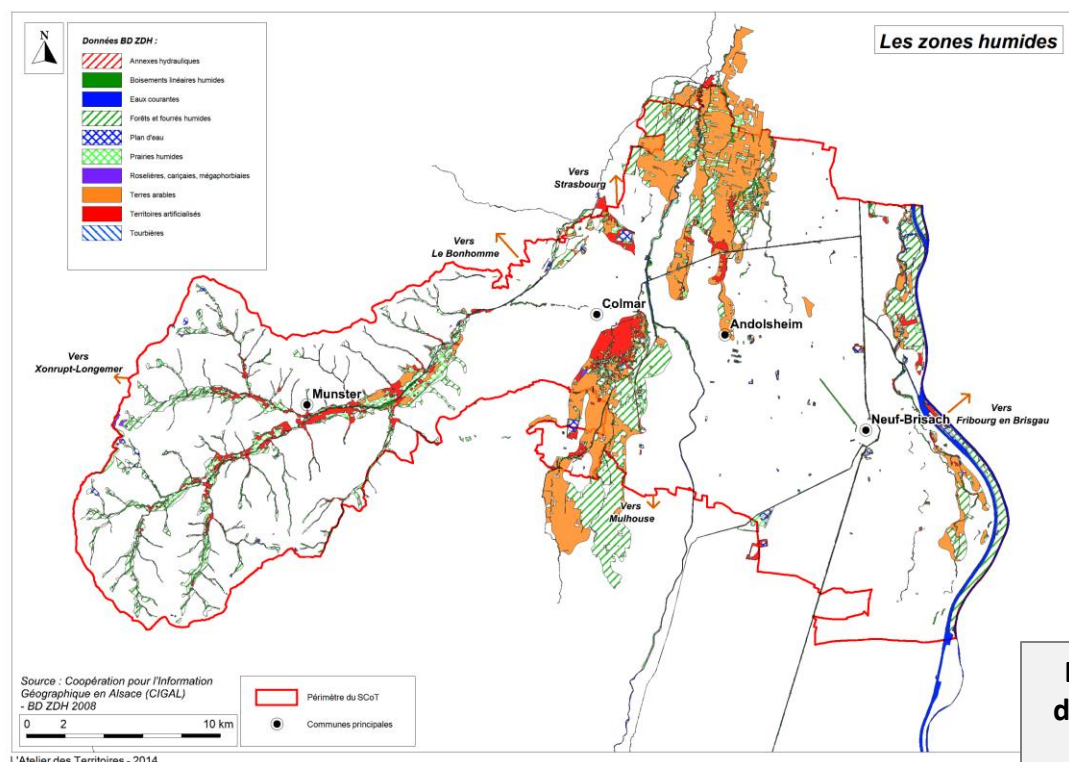 Les zones humides
N
Données BD ZDH :
Annexes hydrauliques
Boisements linéaires humides
Eaux courantes
Forêts et fourrés humides
Plan d'eau
Prairies humides
Roselières, cariçaies, mégaphorbiaies
Terres arables
Territoires artificialisés
Tourbières
Vers
Strasbourg
Vers
Le Bonhomme
Colmar
Andolsheim
Vers
Xonrupt-Longemer
Munster
Neuf-Brisach
Vers
Fribourg en Brisgau
Vers
Mulhouse
Source : Coopération pour l'Information
Géographique en Alsace (CIGAL)
- BD ZDH 2008
0 2 10 km
Périmètre du SCoT
Communes principales
L'Atelier des Territoires - 2014